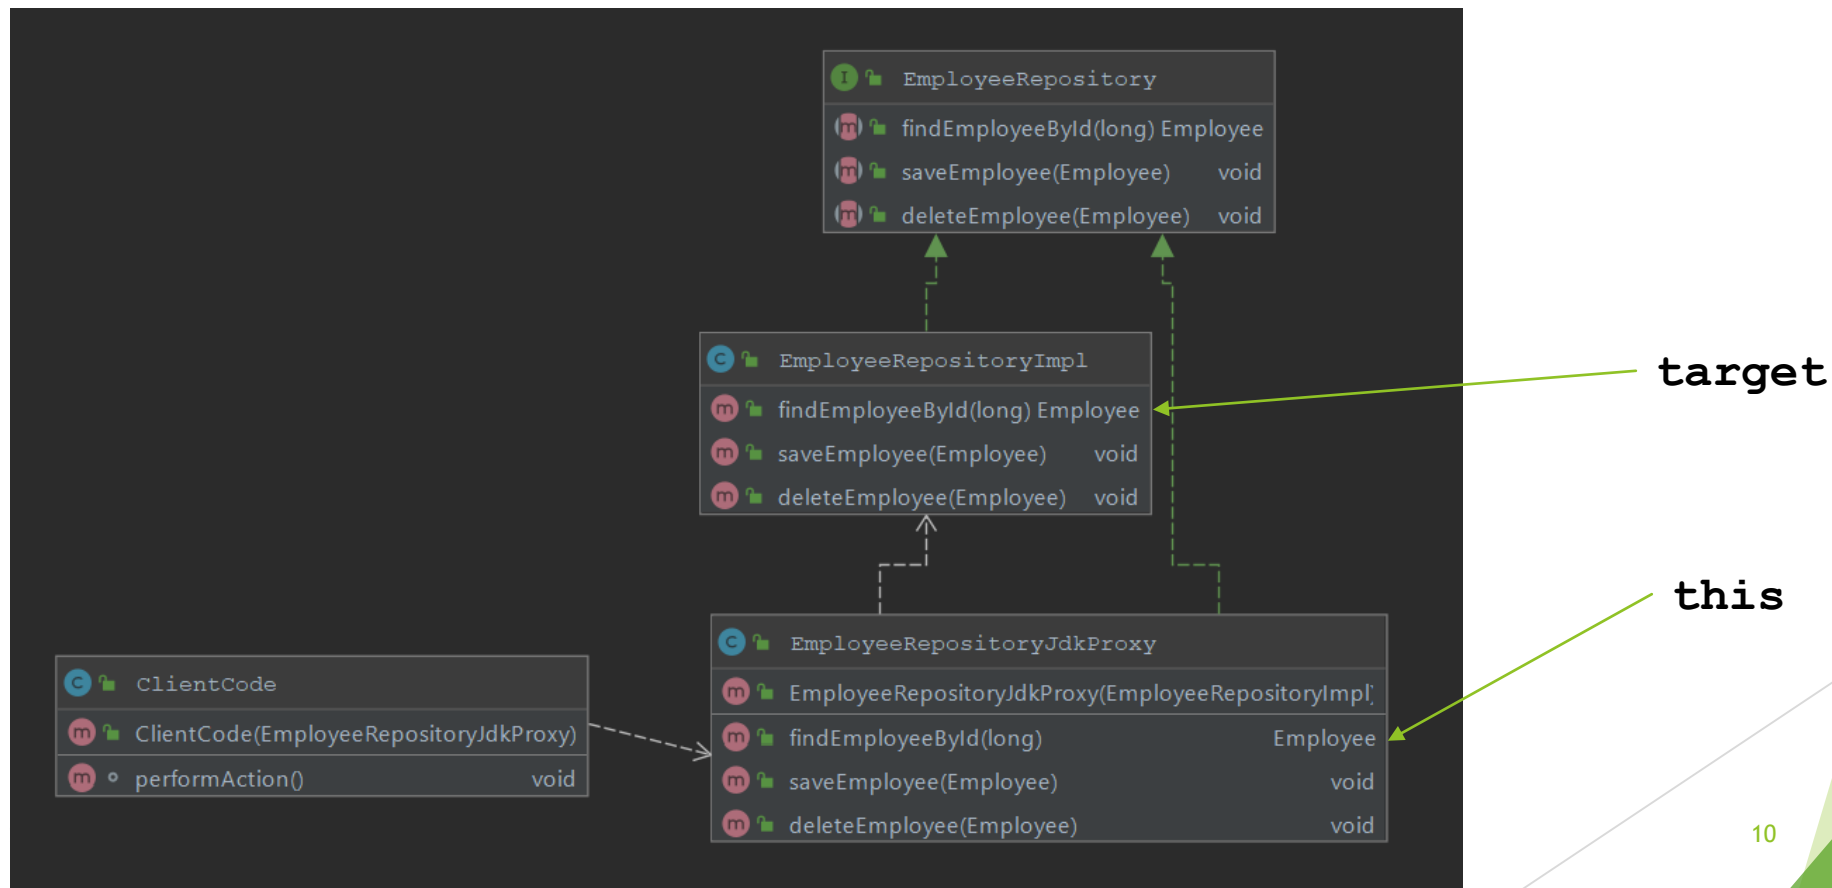 I EmployeeRepository
m findEmployeeById(long) Employee
m saveEmployee(Employee) void
m deleteEmployee(Employee) void
C EmployeeRepositoryImpl
m findEmployeeById(long) Employee
m saveEmployee(Employee) void
m deleteEmployee(Employee) void
target
this
C EmployeeRepositoryJdkProxy
m EmployeeRepositoryJdkProxy(EmployeeRepositoryImpl)
m findEmployeeById(long) Employee
m saveEmployee(Employee) void
m deleteEmployee(Employee) void
C ClientCode
m ClientCode(EmployeeRepositoryJdkProxy)
m performAction() void
10